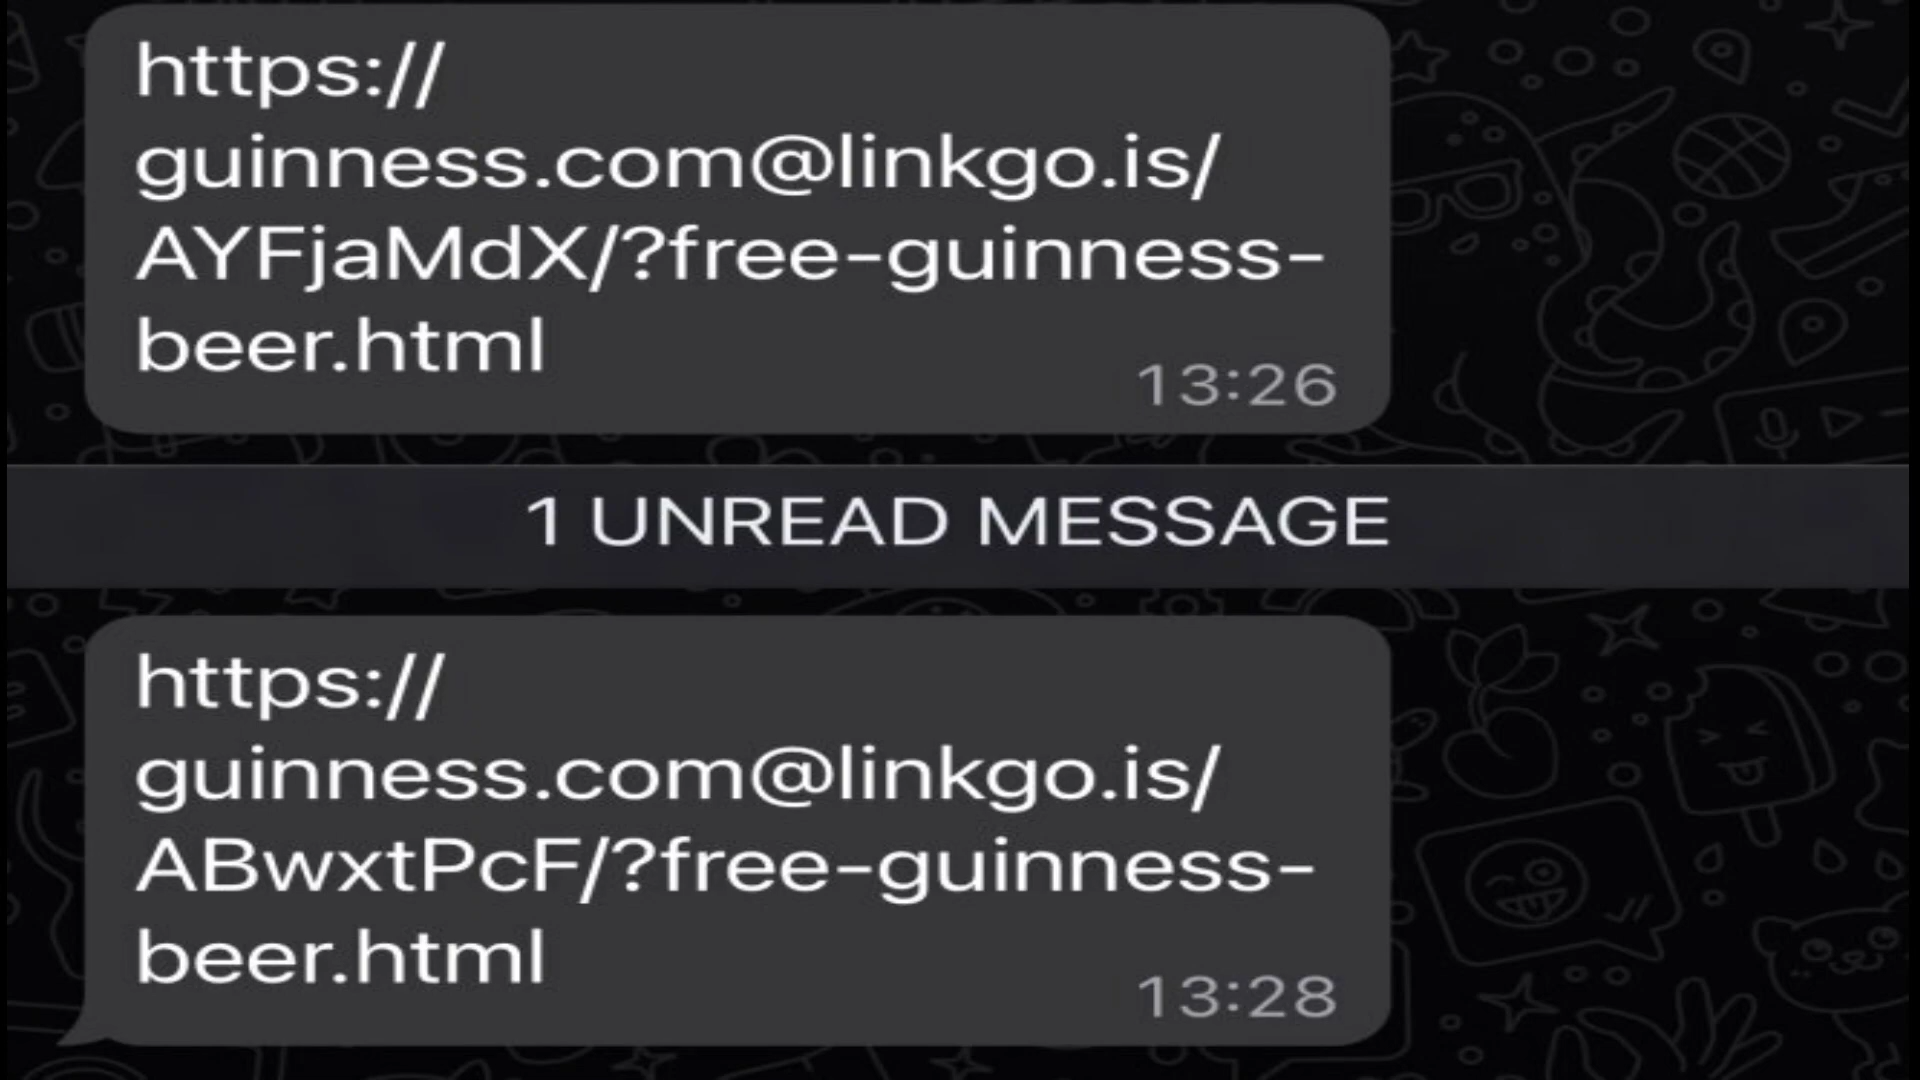 https://
guinness.com@linkgo.is/
AYFjaMdX/?free-guinness-
beer.html
13:26
1 UNREAD MESSAGE
https://
guinness.com@linkgo.is/
ABwxtPcF/?free-guinness-
beer.html
13:28